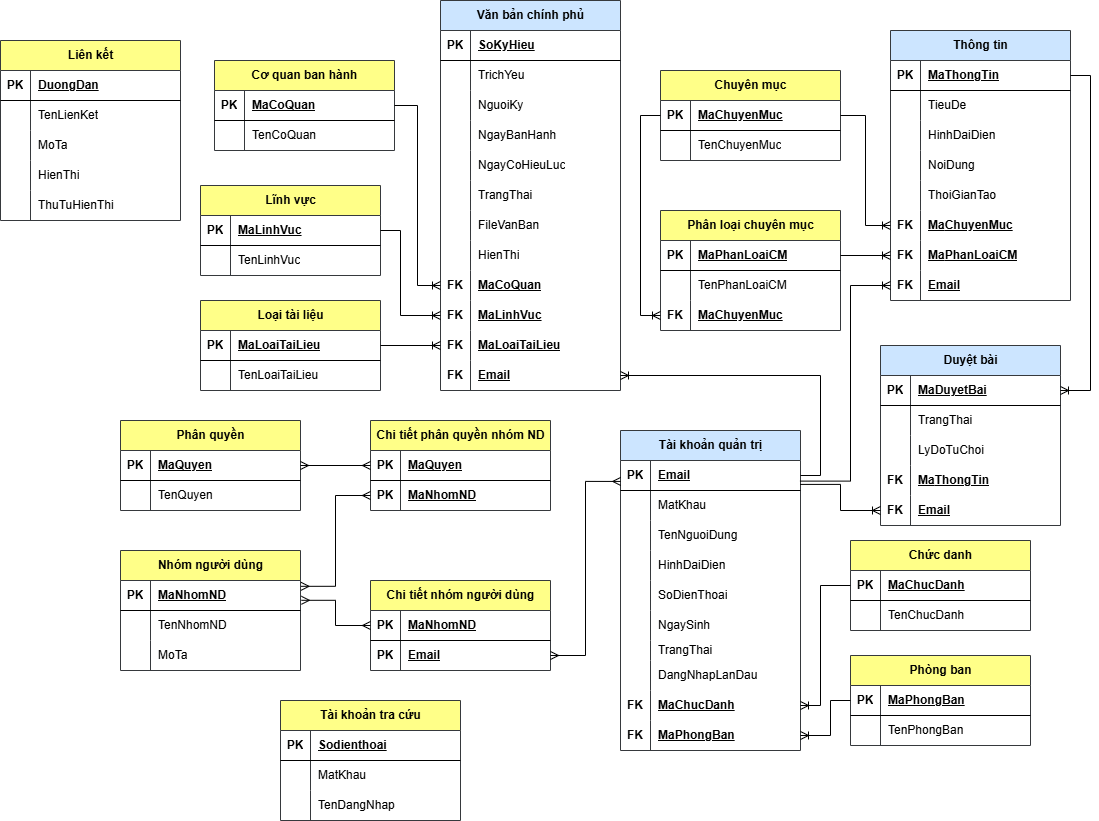 Liên kết
PK DuongDan
TenLienKet
MoTa
HienThi
ThuTuHienThi
Cơ quan ban hành
PK MaCoQuan
TenCoQuan
Lĩnh vực
PK MaLinhVuc
TenLinhVuc
Loại tài liệu
PK MaLoaiTaiLieu
TenLoaiTaiLieu
Văn bản chính phủ
PK SoKyHieu
TrichYeu
NguoiKy
NgayBanHanh
NgayCoHieuLuc
TrangThai
FileVanBan
HienThi
FK MaCoQuan
FK MaLinhVuc
FK MaLoaiTaiLieu
FK Email
Chuyên mục
PK MaChuyenMuc
TenChuyenMuc
Phân loại chuyên mục
PK MaPhanLoaiCM
TenPhanLoaiCM
FK MaChuyenMuc
Thông tin
PK MaThongTin
TieuDe
HinhDaiDien
NoiDung
ThoiGianTao
FK MaChuyenMuc
FK MaPhanLoaiCM
FK Email
Duyệt bài
PK MaDuyetBai
TrangThai
LyDoTuChoi
FK MaThongTin
FK Email
Phân quyền
PK MaQuyen
TenQuyen
Chi tiết phân quyền nhóm ND
PK MaQuyen
PK MaNhomND
Nhóm người dùng
PK MaNhomND
TenNhomND
MoTa
Chi tiết nhóm người dùng
PK MaNhomND
PK Email
Tài khoản quản trị
PK Email
MatKhau
TenNguoiDung
HinhDaiDien
SoDienThoai
NgaySinh
TrangThai
DangNhapLanDau
FK MaChucDanh
FK MaPhongBan
Chức danh
PK MaChucDanh
TenChucDanh
Phòng ban
PK MaPhongBan
TenPhongBan
Tài khoản tra cứu
PK Sodienthoai
MatKhau
TenDangNhap